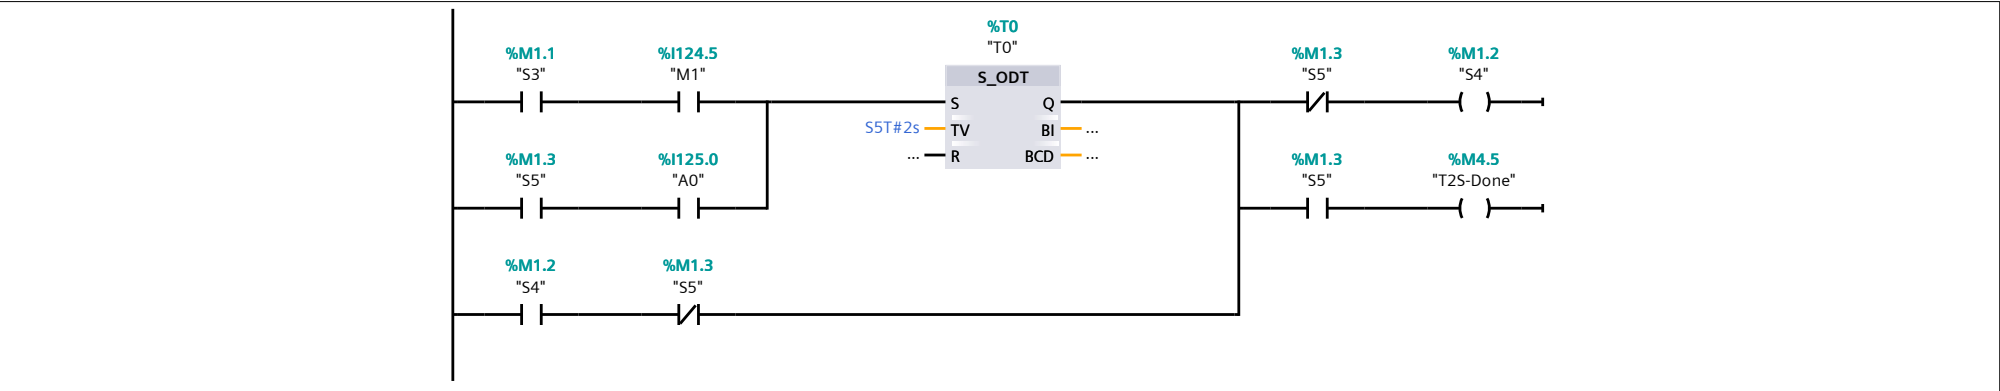 %T0
"T0"
%M1.1
"S3"
%I124.5
"M1"
S_ODT
%M1.3
"S5"
%M1.2
"S4"
S
Q
S5T#2s
TV
BI
...
...
R
BCD
...
%M1.3
"S5"
%I125.0
"A0"
%M1.3
"S5"
%M4.5
"T2S-Done"
%M1.2
"S4"
%M1.3
"S5"